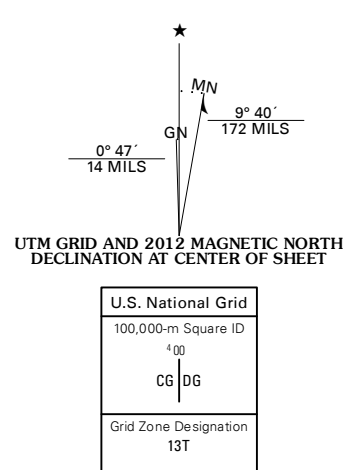 ★
MN
9° 40´
172 MILS
GN
0° 47´
14 MILS
UTM GRID AND 2012 MAGNETIC NORTH
DECLINATION AT CENTER OF SHEET
U.S. National Grid
100,000-m Square ID
⁴00
CG DG
Grid Zone Designation
13T